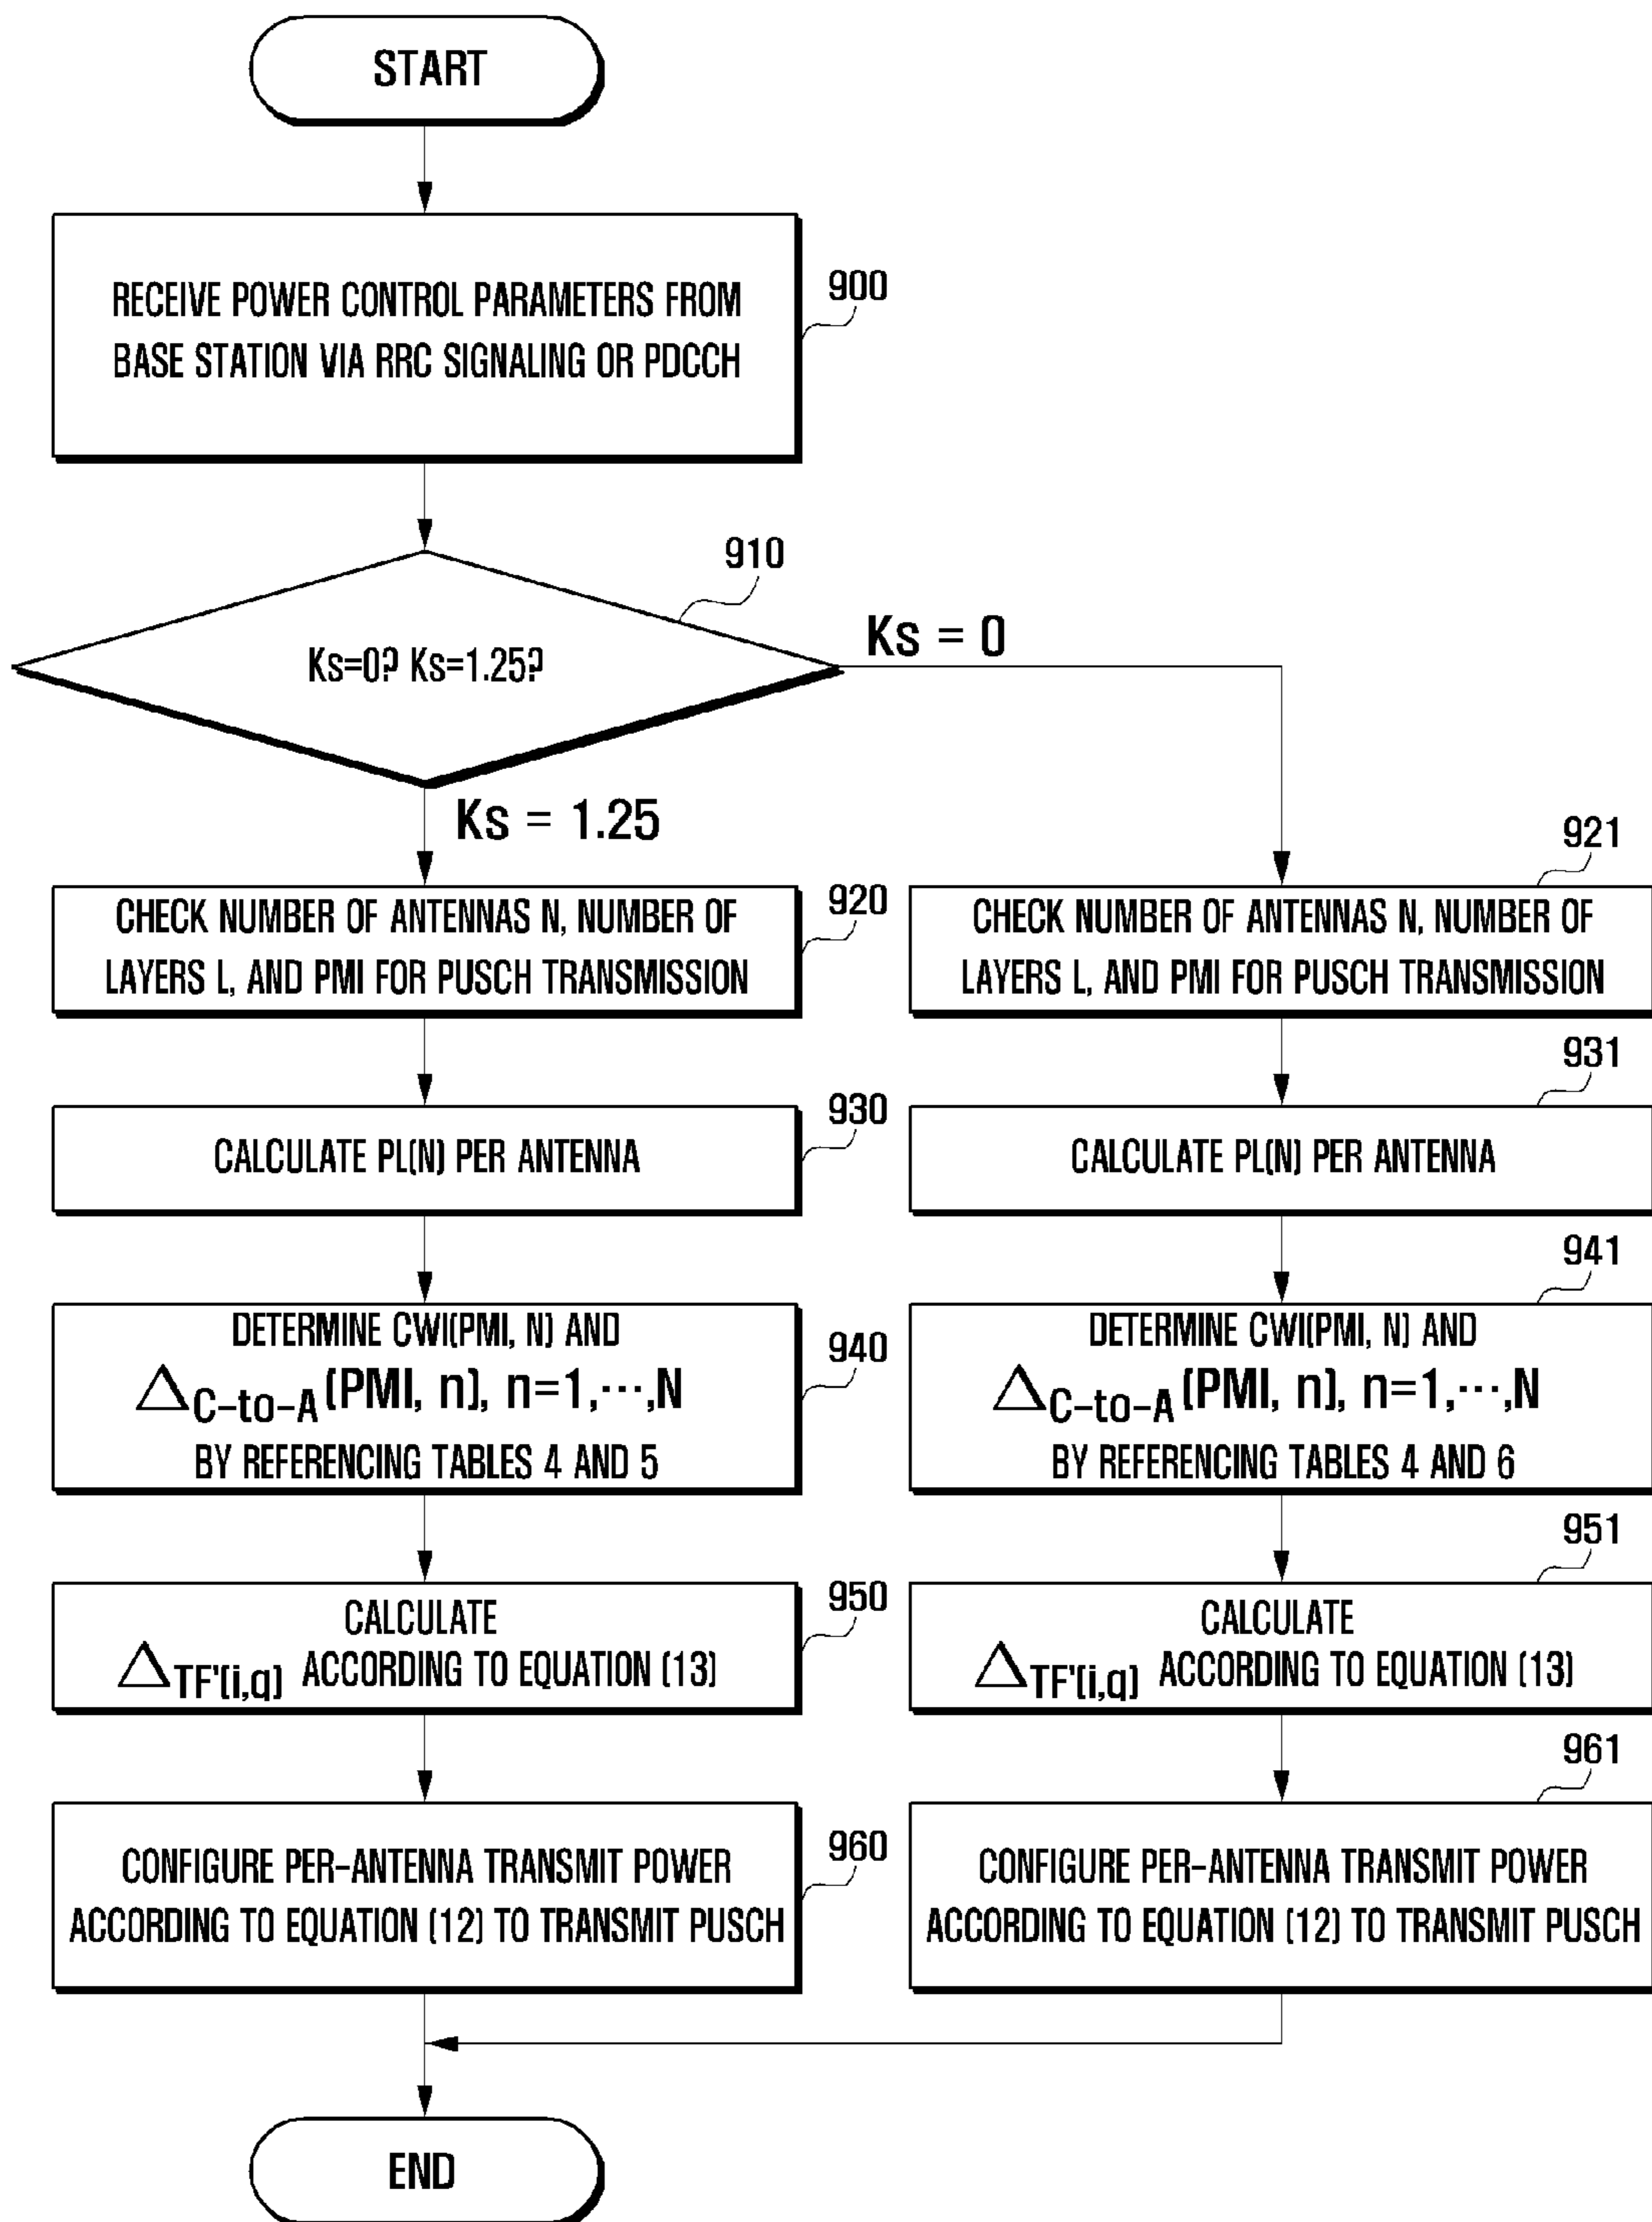 START
RECEIVE POWER CONTROL PARAMETERS FROM
BASE STATION VIA RRC SIGNALING OR PDCCH
900
910
Ks=0? Ks=1.25?
Ks = 0
Ks = 1.25
CHECK NUMBER OF ANTENNAS N, NUMBER OF
LAYERS L, AND PMI FOR PUSCH TRANSMISSION
920
CALCULATE PL(N) PER ANTENNA
930
DETERMINE CWI(PMI, N) AND
△C-to-A(PMI, n), n=1,⋯,N
BY REFERENCING TABLES 4 AND 5
940
CALCULATE
△TF'(i,q) ACCORDING TO EQUATION (13)
950
CONFIGURE PER-ANTENNA TRANSMIT POWER
ACCORDING TO EQUATION (12) TO TRANSMIT PUSCH
960
921
CHECK NUMBER OF ANTENNAS N, NUMBER OF
LAYERS L, AND PMI FOR PUSCH TRANSMISSION
931
CALCULATE PL(N) PER ANTENNA
941
DETERMINE CWI(PMI, N) AND
△C-to-A(PMI, n), n=1,⋯,N
BY REFERENCING TABLES 4 AND 6
951
CALCULATE
△TF'(i,q) ACCORDING TO EQUATION (13)
961
CONFIGURE PER-ANTENNA TRANSMIT POWER
ACCORDING TO EQUATION (12) TO TRANSMIT PUSCH
END